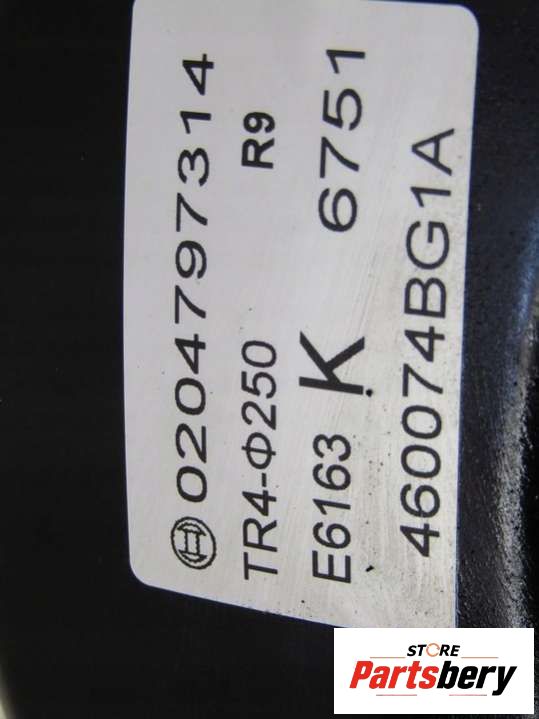 0204797314
TR4-Φ250 R9
E6163 K 6751
460074BG1A
STORE
Partsbery